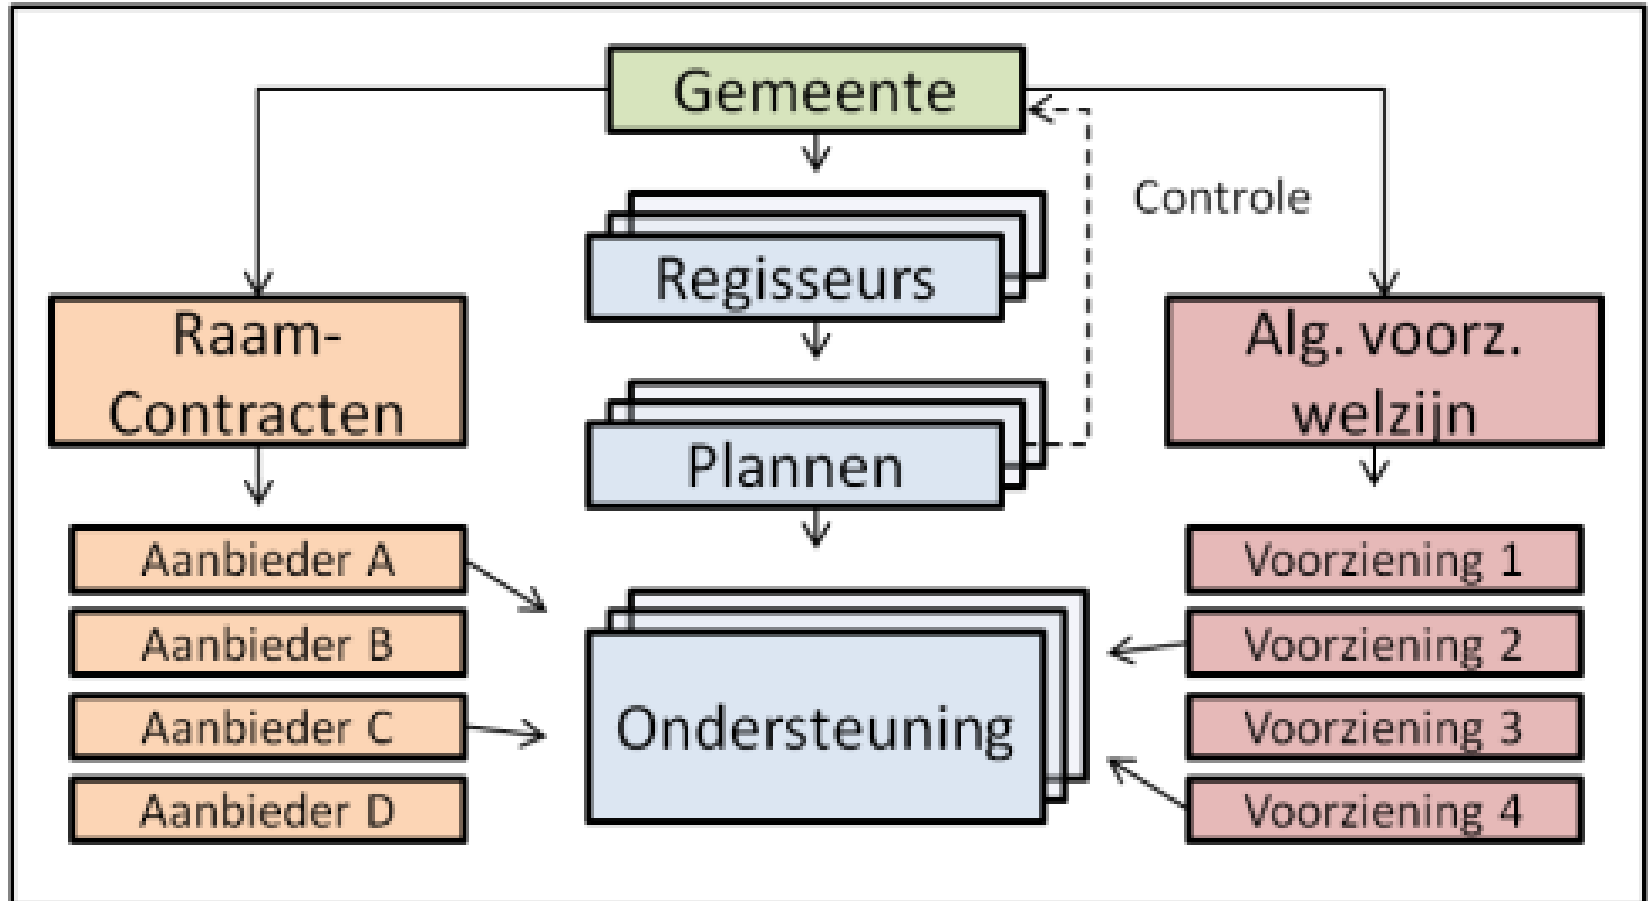 Gemeente
Controle
Regisseurs
Raam-
Contracten
Alg. voorz.
welzijn
Plannen
Aanbieder A
Aanbieder B
Aanbieder C
Aanbieder D
Ondersteuning
Voorziening 1
Voorziening 2
Voorziening 3
Voorziening 4